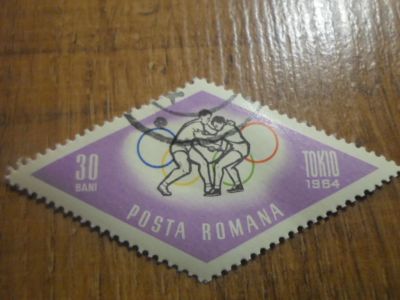 30
BANI
TOKIO
1964
POSTA ROMANA